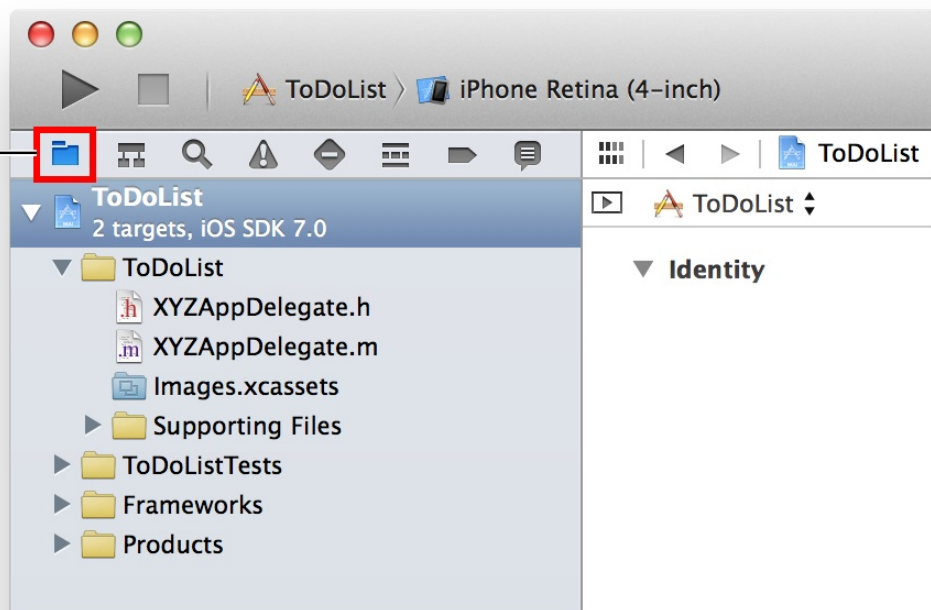 ToDoList iPhone Retina (4-inch)
ToDoList
ToDoList
2 targets, iOS SDK 7.0
ToDoList
.h XYZAppDelegate.h
.m XYZAppDelegate.m
Images.xcassets
Supporting Files
ToDoListTests
Frameworks
Products
ToDoList
Identity